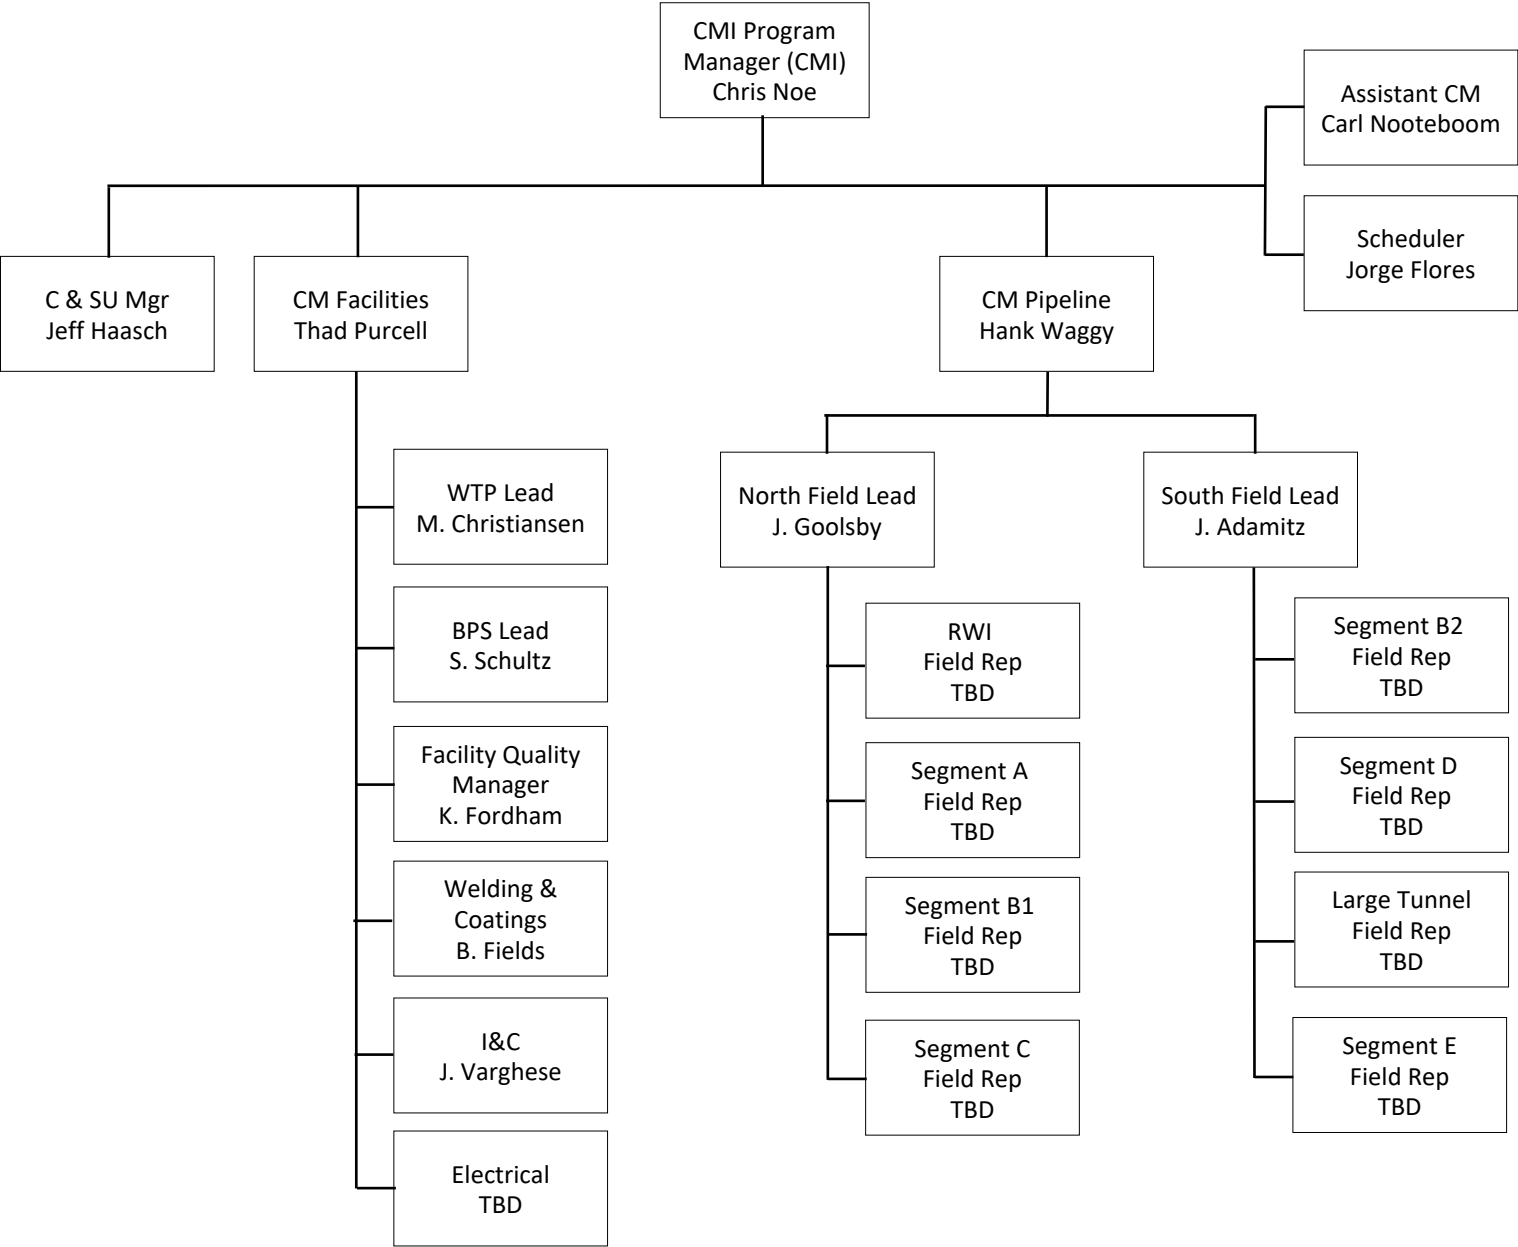 CMI Program
Manager (CMI)
Chris Noe
Assistant CM
Carl Nooteboom
Scheduler
Jorge Flores
C & SU Mgr
Jeff Haasch
CM Facilities
Thad Purcell
CM Pipeline
Hank Waggy
WTP Lead
M. Christiansen
BPS Lead
S. Schultz
Facility Quality
Manager
K. Fordham
Welding &
Coatings
B. Fields
I&C
J. Varghese
Electrical
TBD
North Field Lead
J. Goolsby
RWI
Field Rep
TBD
Segment A
Field Rep
TBD
Segment B1
Field Rep
TBD
Segment C
Field Rep
TBD
South Field Lead
J. Adamitz
Segment B2
Field Rep
TBD
Segment D
Field Rep
TBD
Large Tunnel
Field Rep
TBD
Segment E
Field Rep
TBD